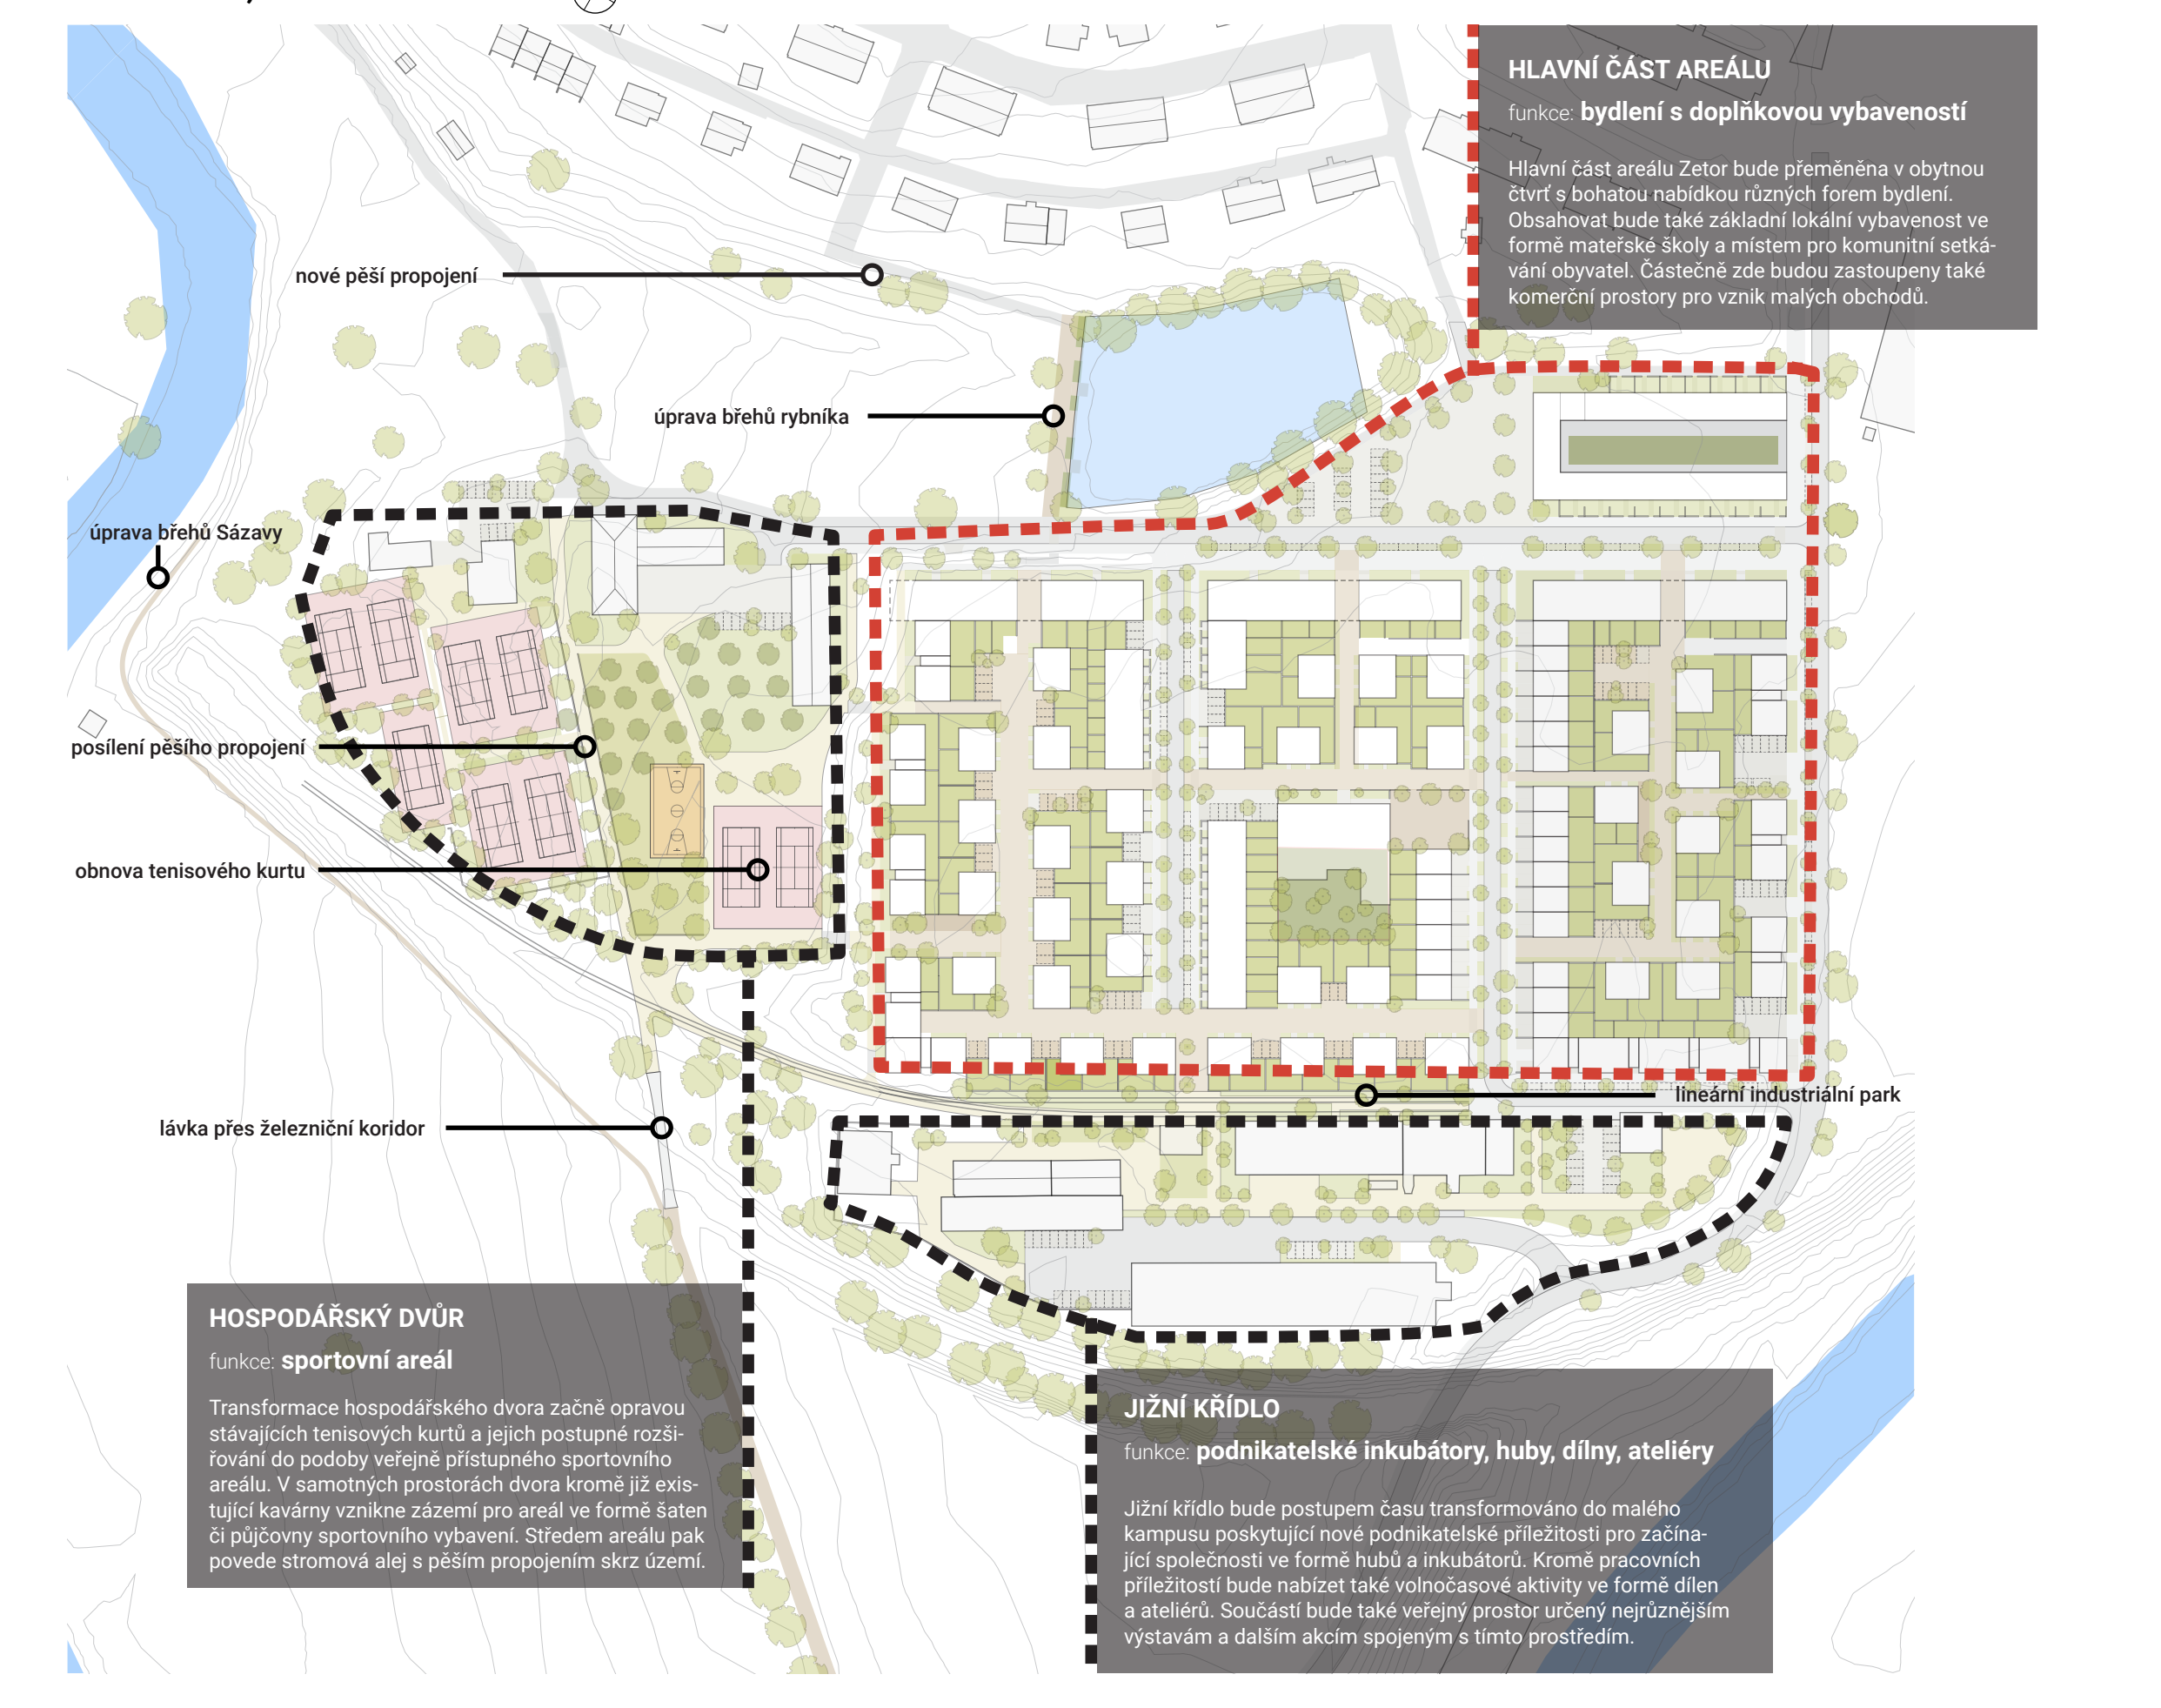 HLAVNÍ ČÁST AREÁLU
funkce: bydlení s doplňkovou vybaveností
Hlavní část areálu Zetor bude přeměněna v obytnou
čtvrť s bohatou nabídkou různých forem bydlení.
Obsahovat bude také základní lokální vybavenost ve
formě mateřské školy a místem pro komunitní setká-
vání obyvatel. Částečně zde budou zastoupeny také
komerční prostory pro vznik malých obchodů.
nové pěší propojení
úprava břehů rybníka
úprava břehů Sázavy
posílení pěšího propojení
obnova tenisového kurtu
lineární industriální park
lávka přes železniční koridor
HOSPODÁŘSKÝ DVŮR
funkce: sportovní areál
Transformace hospodářského dvora začně opravou
stávajících tenisových kurtů a jejich postupné rozši-
řování do podoby veřejně přístupného sportovního
areálu. V samotných prostorách dvora kromě již exis-
tující kavárny vznikne zázemí pro areál ve formě šaten
či půjčovny sportovního vybavení. Středem areálu pak
povede stromová alej s pěším propojením skrz území.
JIŽNÍ KŘÍDLO
funkce: podnikatelské inkubátory, huby, dílny, ateliéry
Jižní křídlo bude postupem času transformováno do malého
kampusu poskytující nové podnikatelské příležitosti pro začína-
jící společnosti ve formě hubů a inkubátorů. Kromě pracovních
příležitostí bude nabízet také volnočasové aktivity ve formě dílen
a ateliérů. Součástí bude také veřejný prostor určený nejrůznějším
výstavám a dalším akcím spojeným s tímto prostředím.